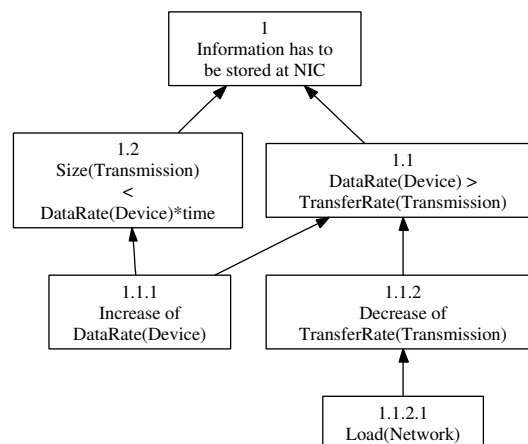 1
Information has to
be stored at NIC
1.2
Size(Transmission)
<
DataRate(Device)*time
1.1
DataRate(Device) >
TransferRate(Transmission)
1.1.1
Increase of
DataRate(Device)
1.1.2
Decrease of
TransferRate(Transmission)
1.1.2.1
Load(Network)